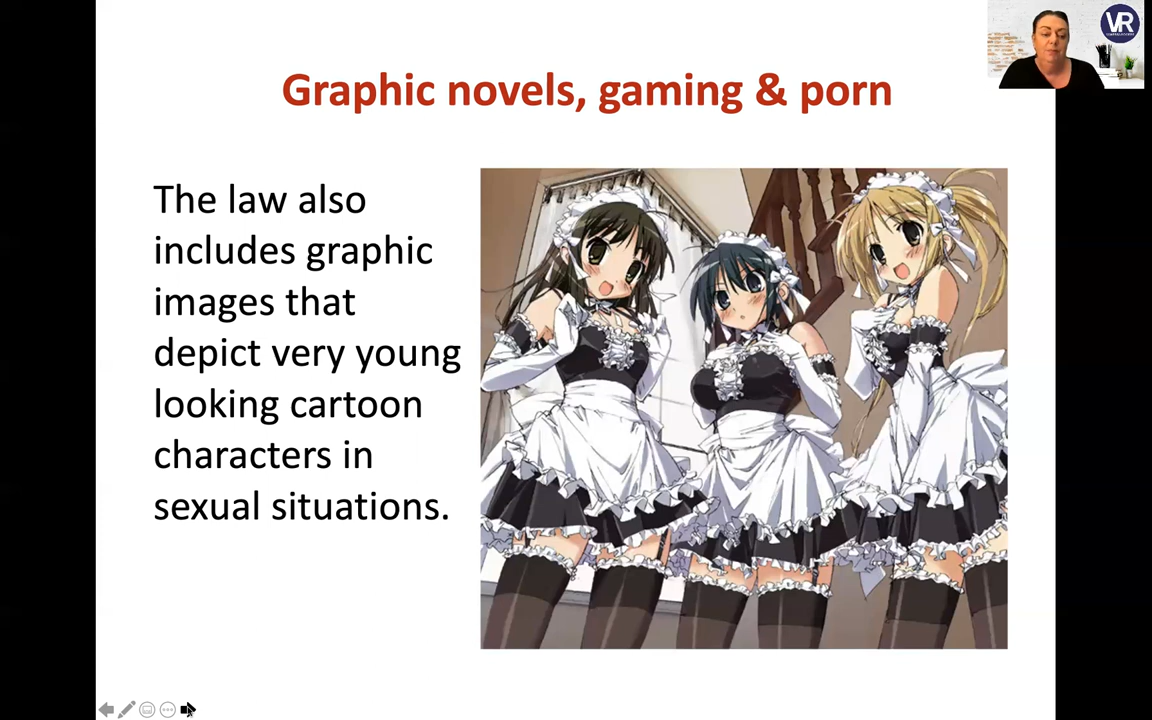 Graphic novels, gaming & porn
VR
The law also
includes graphic
images that
depict very young
looking cartoon
characters in
sexual situations.